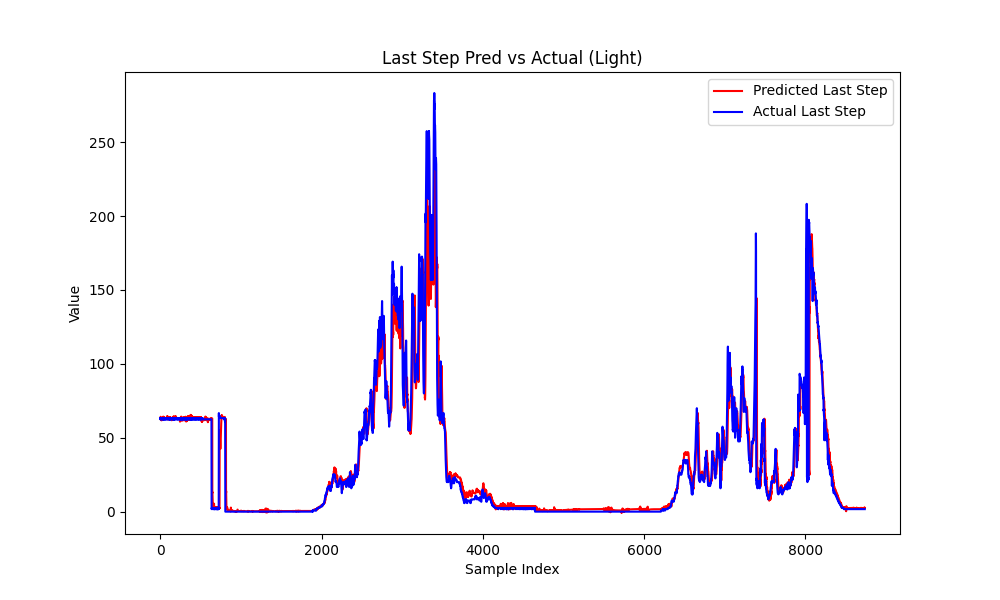 Last Step Pred vs Actual (Light)
Predicted Last Step
Actual Last Step
Value
250
200
150
100
50
0
0 2000 4000 6000 8000
Sample Index